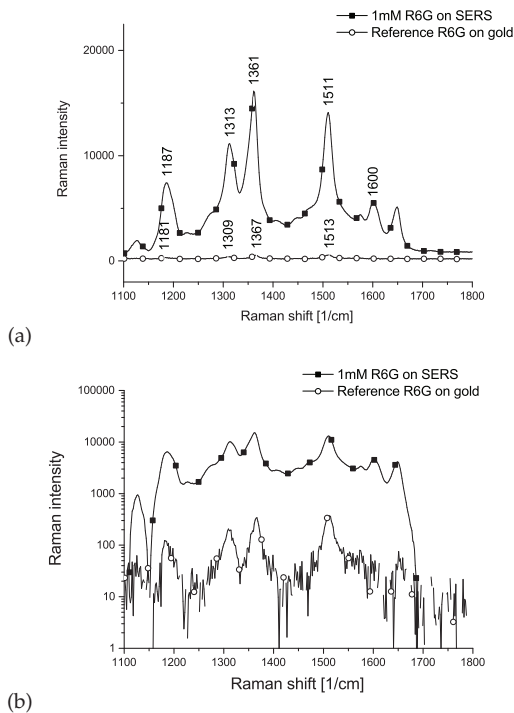 1mM R6G on SERS
Reference R6G on gold
20000
10000
0
Raman intensity
1187
1313
1361
1511
1600
1181
1309
1367
1513
1100 1200 1300 1400 1500 1600 1700 1800
Raman shift [1/cm]
(a)
1mM R6G on SERS
Reference R6G on gold
100000
10000
1000
100
10
1
Raman intensity
1100 1200 1300 1400 1500 1600 1700 1800
Raman shift [1/cm]
(b)